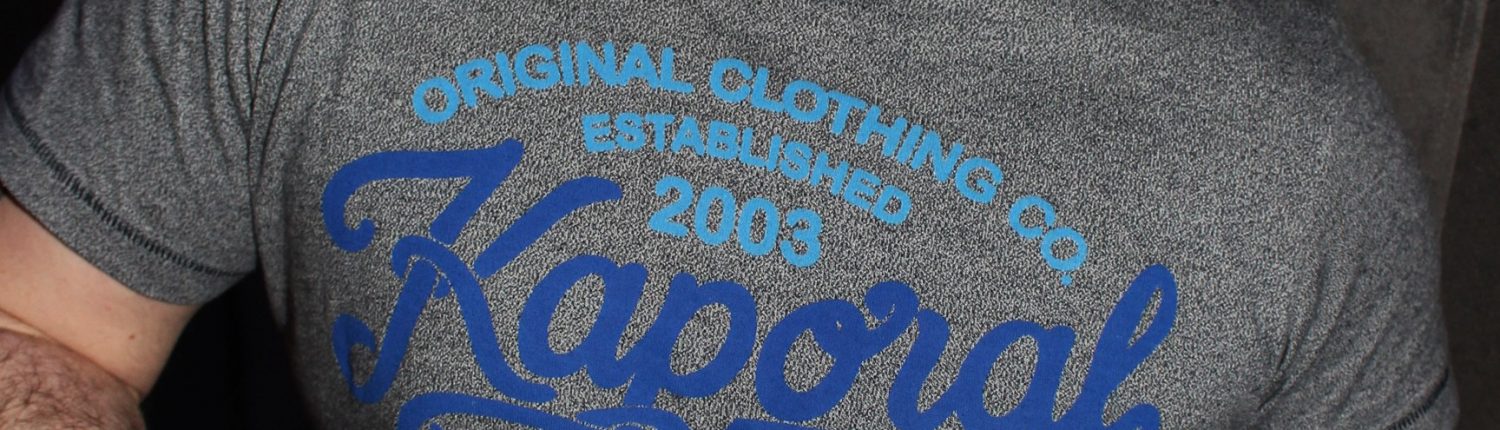 ORIGINAL CLOTHING CO.
ESTABLISHED
2003
Kaporal